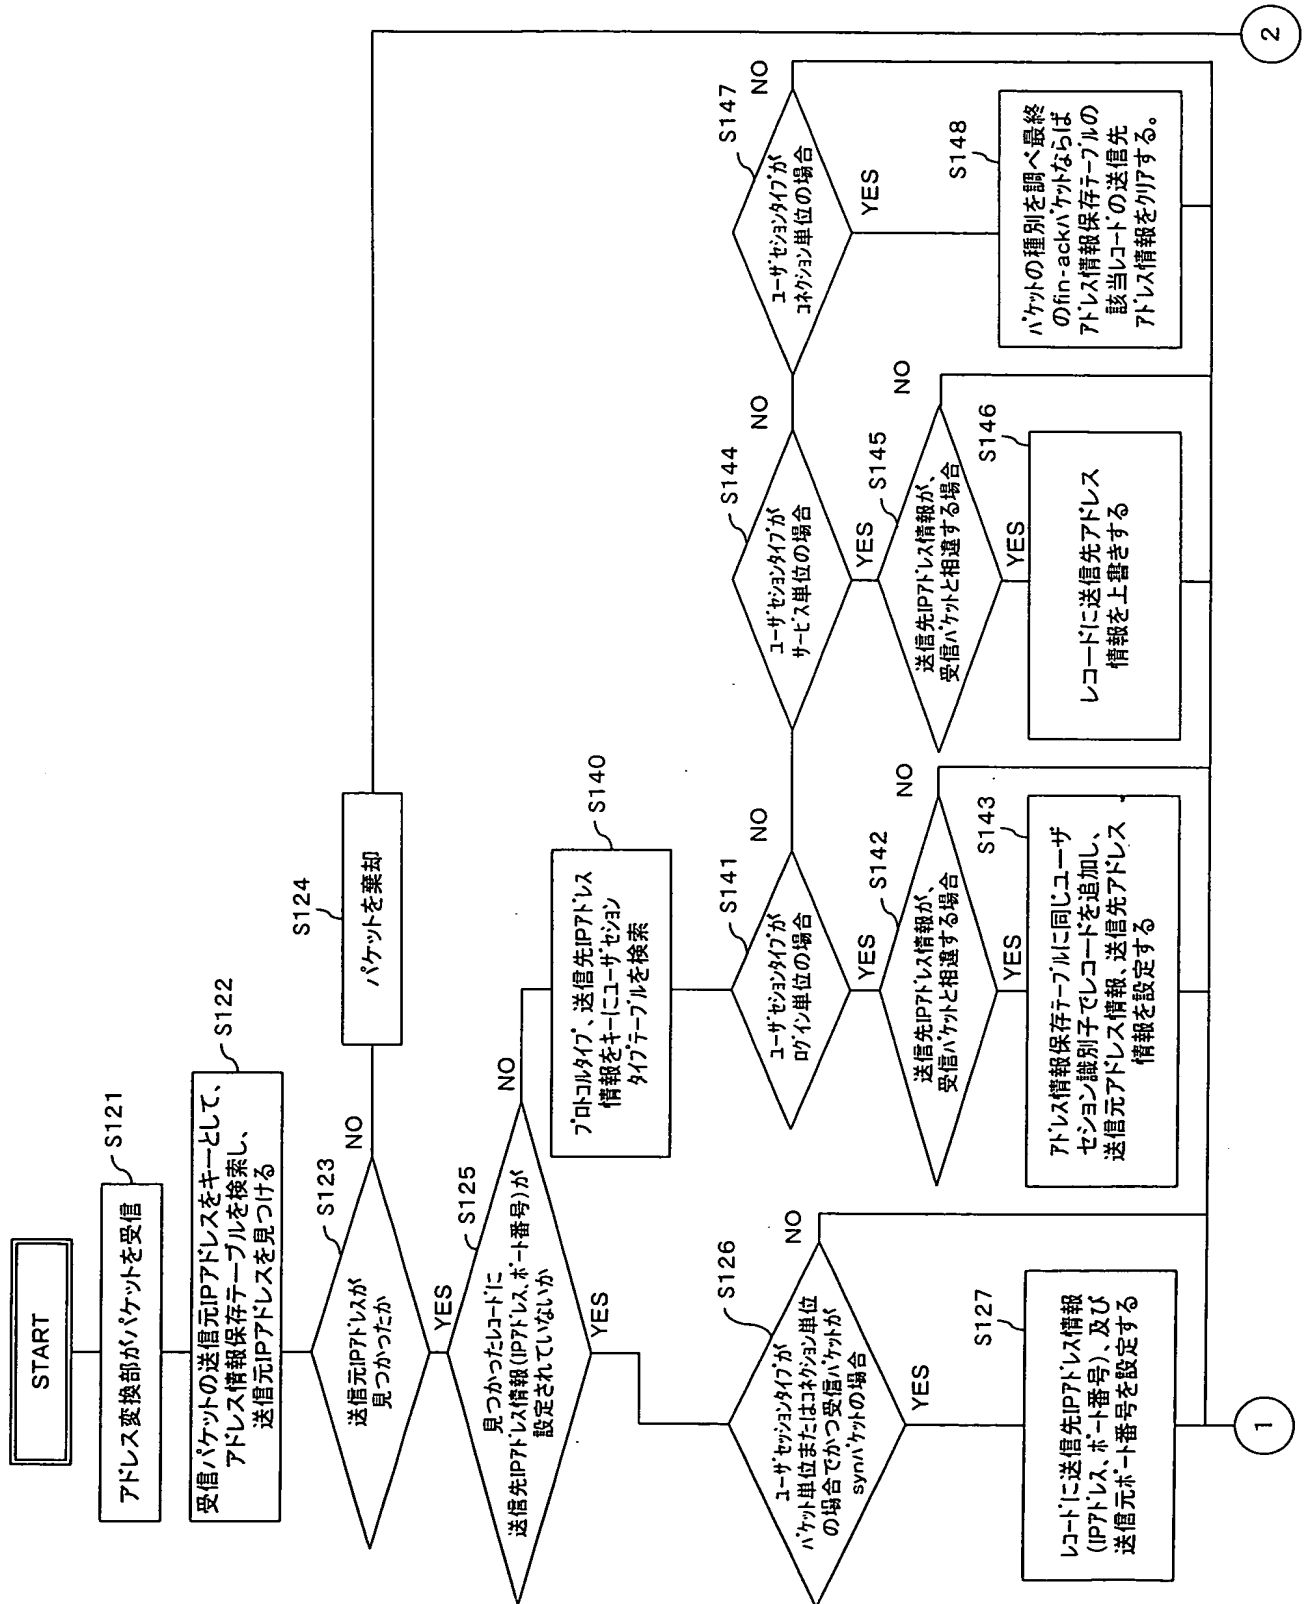 START
S121
アドレス変換部がパケットを受信
S122
受信パケットの送信元IPアドレスをキーとして、
アドレス情報保存テーブルを検索し、
送信元IPアドレスを見つける
S123
送信元IPアドレスが
見つかったか
NO
YES
S124
パケットを棄却
S125
見つかったレコードに
送信先IPアドレス情報(IPアドレス、ポート番号)が
設定されていないか
NO
YES
S126
ユーザセッションタイプが
パケット単位またはコネクション単位
の場合でかつ受信パケットが
synパケットの場合
NO
YES
S127
レコードに送信先IPアドレス情報
(IPアドレス、ポート番号)、及び
送信元ポート番号を設定する
S140
プロトコルタイプ、送信先IPアドレス
情報をキーにユーザセション
タイプテーブルを検索
S141
ユーザセションタイプが
ログイン単位の場合
NO
YES
S142
送信先IPアドレス情報が、
受信パケットと相違する場合
NO
YES
S143
アドレス情報保存テーブルに同じユーザ
セション識別子でレコードを追加し、
送信元アドレス情報、送信先アドレス
情報を設定する
S144
ユーザセションタイプが
サービス単位の場合
NO
YES
S145
送信先IPアドレス情報が、
受信パケットと相違する場合
NO
YES
S146
レコードに送信先アドレス
情報を上書きする
S147
ユーザセションタイプが
コネクション単位の場合
NO
YES
S148
パケットの種別を調べ最終
のfin-ackパケットならば
アドレス情報保存テーブルの
該当レコードの送信先
アドレス情報をクリアする。
1
2